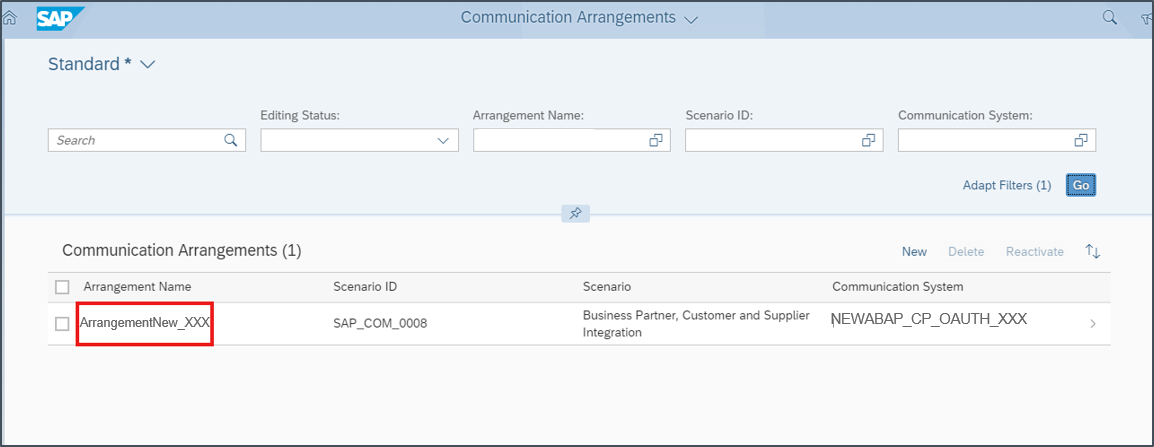 SAP
Communication Arrangements
Standard *
Editing Status:
Arrangement Name:
Scenario ID:
Communication System:
Search
Adapt Filters (1)
Go
Communication Arrangements (1)
New
Delete
Reactivate
Arrangement Name
Scenario ID
Scenario
Communication System
ArrangementNew_XXX
SAP_COM_0008
Business Partner, Customer and Supplier
Integration
NEWABAP_CP_OAUTH_XXX